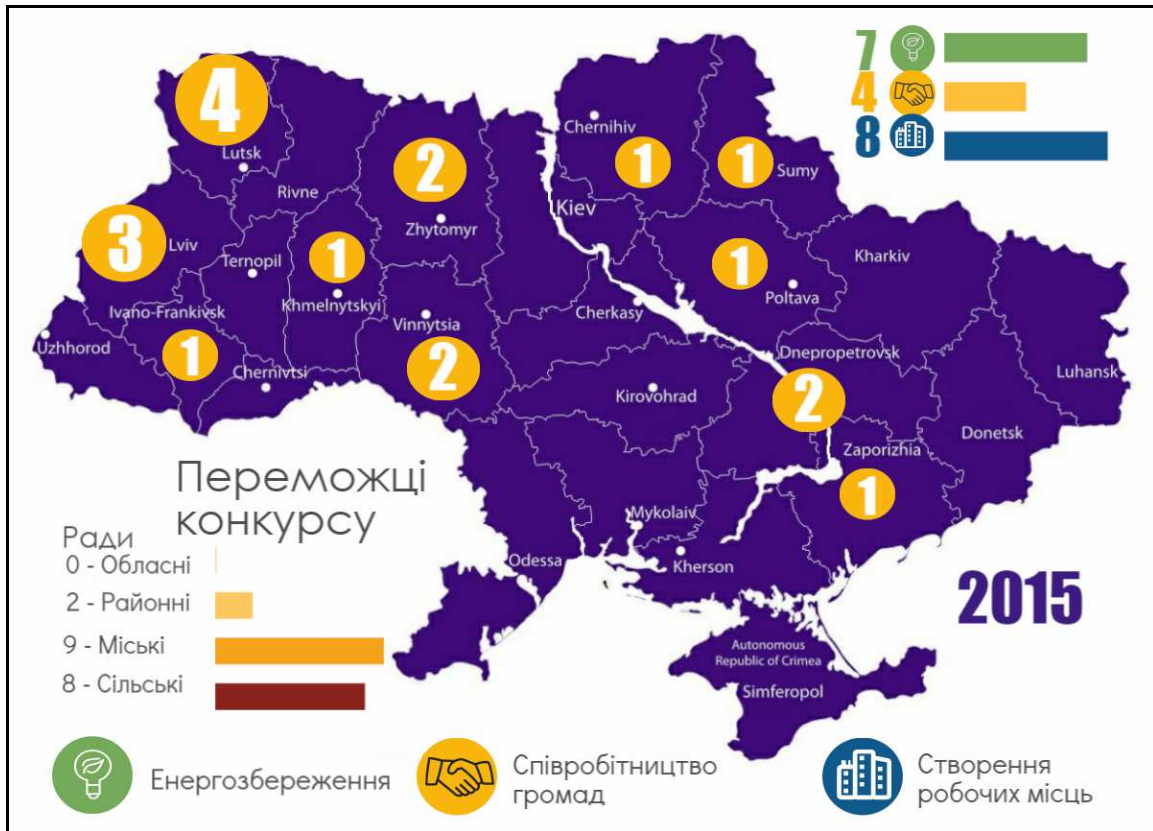 7
4
8
4
Lutsk
Rivne
2
Zhytomyr
Chernihiv
1
1
Sumy
Kiev
3
Lviv
Ternopil
1
Khmelnytskyi
Ivano-Frankivsk
1
Uzhhorod
Chernivtsi
Vinnytsia
2
Cherkasy
1
Poltava
Kharkiv
Dnepropetrovsk
2
Kirovohrad
Luhansk
Donetsk
Zaporizhia
1
Mykolaiv
Odessa
Kherson
Autonomous
Republic of Crimea
Simferopol
2015
Переможці
конкурсу
Ради
0 - Обласні
2 - Районні
9 - Міські
8 - Сільські
Енергозбереження
Співробітництво
громад
Створення
робочих місць